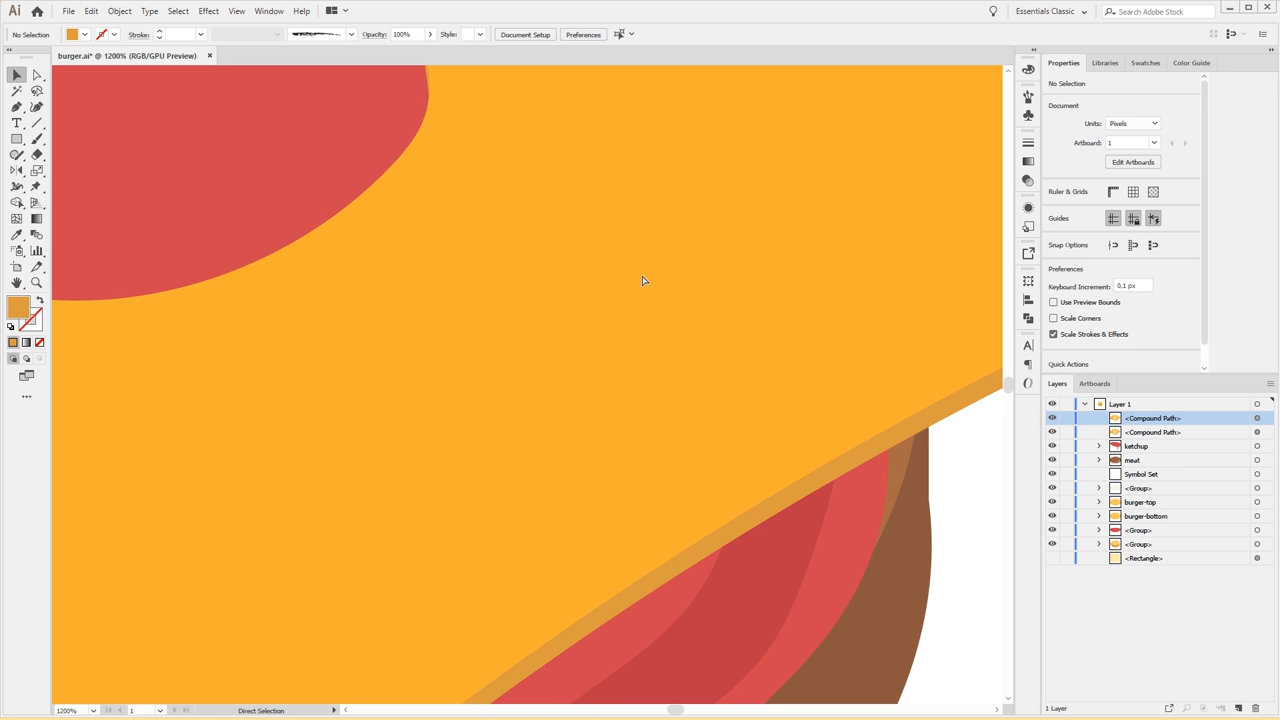 Ai File Edit Object Type Select Effect View Window Help Essentials Classic Search Adobe Stock
No Selection Stroke: Opacity: 100% Style: Document Setup Preferences
burger.ai* @ 1200% (RGB/GPU Preview)
Properties Libraries Swatches Color Guide
No Selection
Document
Units: Pixels
Artboard: 1
Edit Artboards
Ruler & Grids
Guides
Snap Options
Preferences
Keyboard Increment: 0,1 px
Use Preview Bounds
Scale Corners
Scale Strokes & Effects
Quick Actions
Layers Artboards
Layer 1
<Compound Path>
<Compound Path>
ketchup
meat
Symbol Set
<Group>
burger-top
burger-bottom
<Group>
<Group>
<Rectangle>
1200% 1 Direct Selection 1 Layer